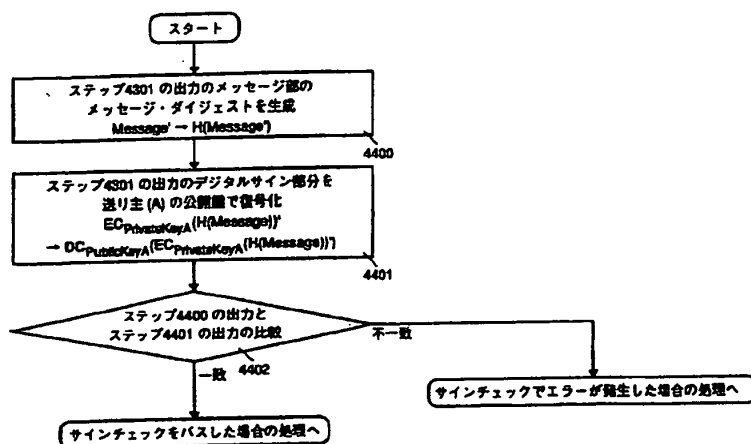 スタート
ステップ4301 の出力のメッセージ部の
メッセージ・ダイジェストを生成
Message' → H(Message')
4400
ステップ4301 の出力のデジタルサイン部分を
送り主 (A) の公開鍵で復号化
EC_PrivateKeyA(H(Message))'
→ DC_PublicKeyA(EC_PrivateKeyA(H(Message))')
4401
ステップ4400 の出力と
ステップ4401 の出力の比較
4402
不一致
一致
サインチェックでエラーが発生した場合の処理へ
サインチェックをパスした場合の処理へ